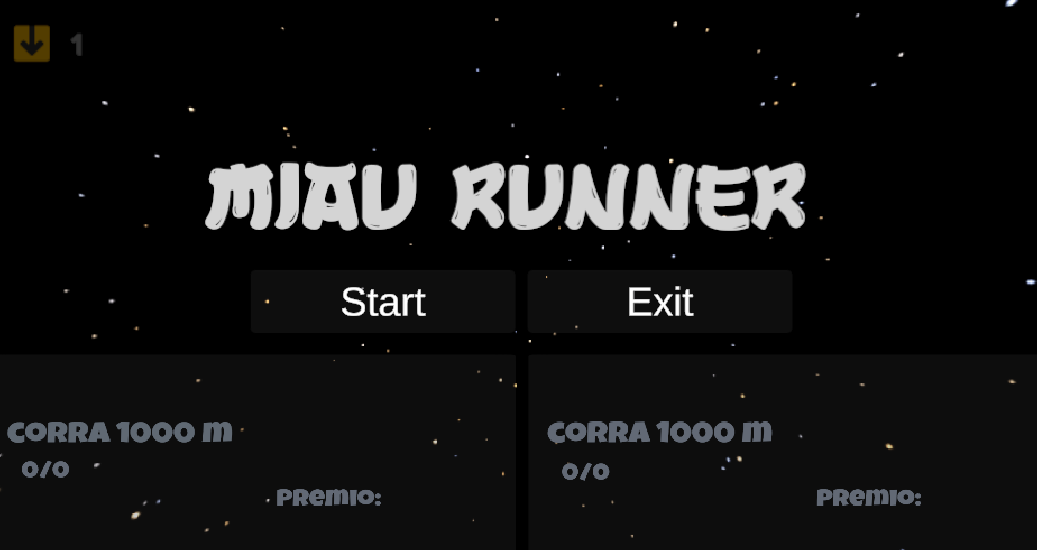 1
MIAU RUNNER
Start Exit
CORRA 1000 M CORRA 1000 M
0/0 0/0
PREMIO: PREMIO: